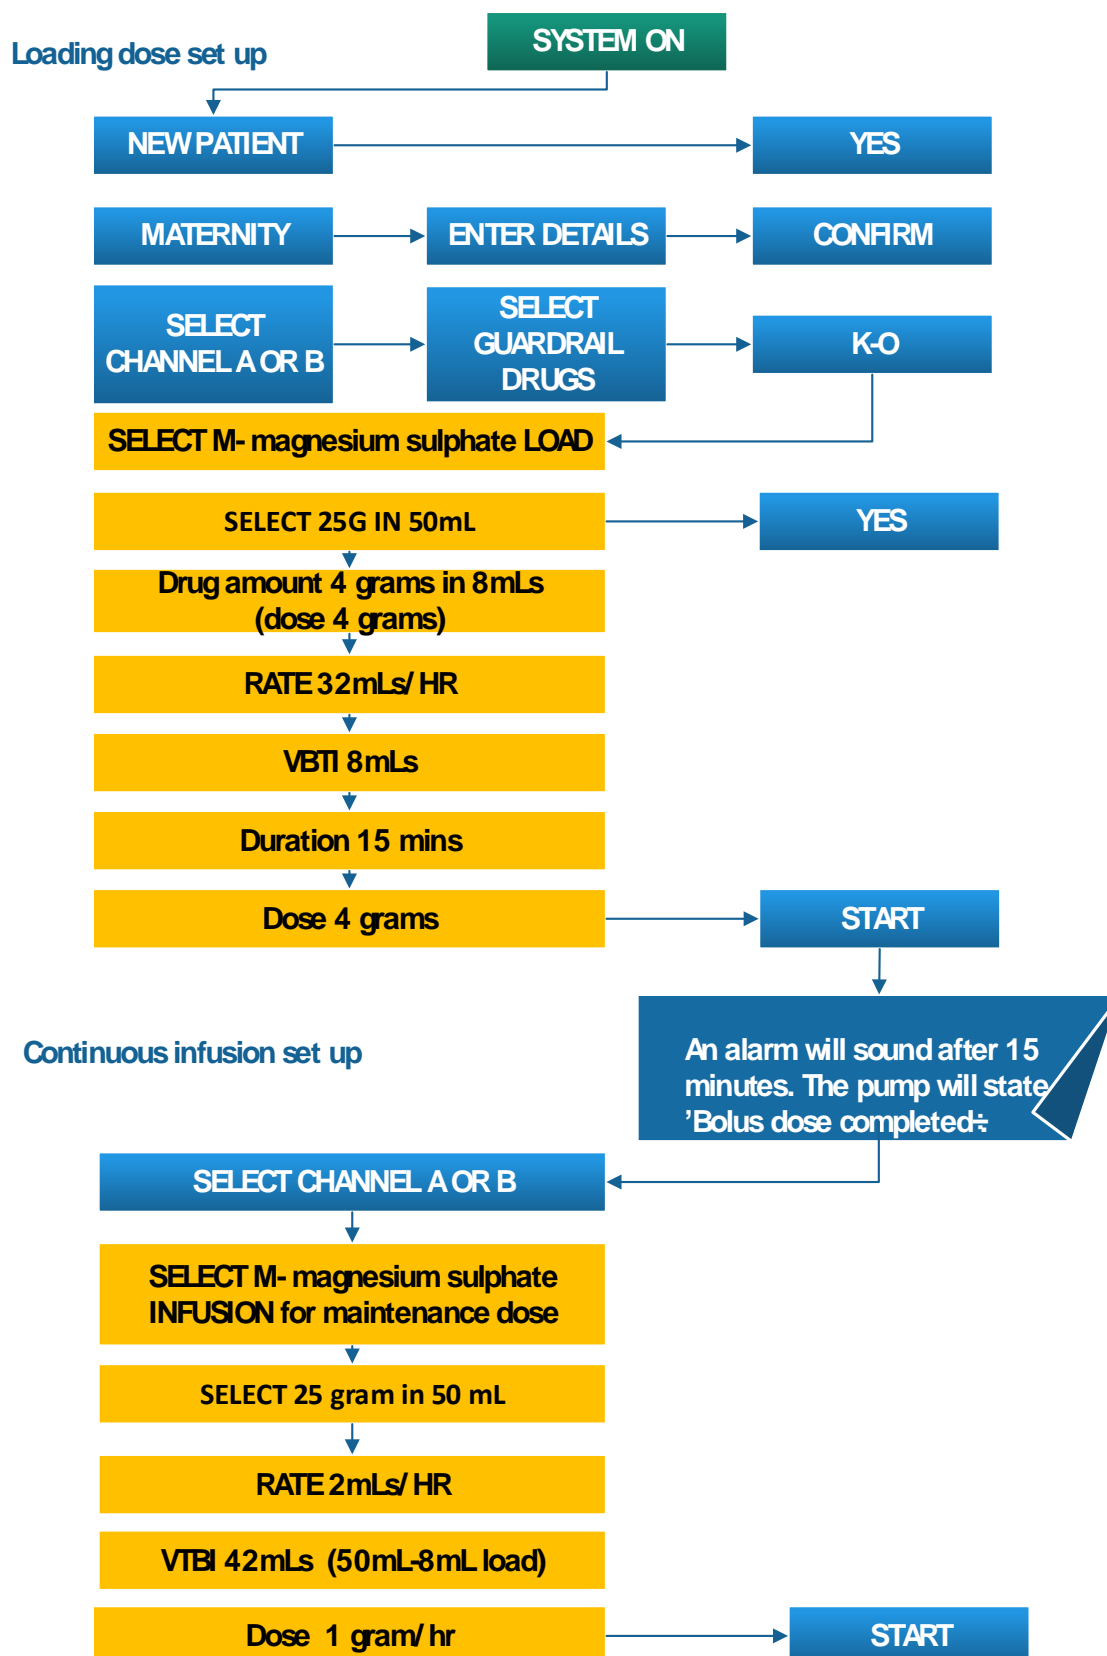 SYSTEM ON
Loading dose set up
NEW PATIENT
YES
MATERNITY
ENTER DETAILS
CONFIRM
SELECT
CHANNEL A OR B
SELECT
GUARDRAIL
DRUGS
K-O
SELECT M- magnesium sulphate LOAD
SELECT 25G IN 50mL
YES
Drug amount 4 grams in 8mLs
(dose 4 grams)
RATE 32mLs/ HR
VBTI 8mLs
Duration 15 mins
Dose 4 grams
START
An alarm will sound after 15
minutes. The pump will state
’Bolus dose completed÷
Continuous infusion set up
SELECT CHANNEL A OR B
SELECT M- magnesium sulphate
INFUSION for maintenance dose
SELECT 25 gram in 50 mL
RATE 2mLs/ HR
VTBI 42mLs (50mL-8mL load)
Dose 1 gram/ hr
START